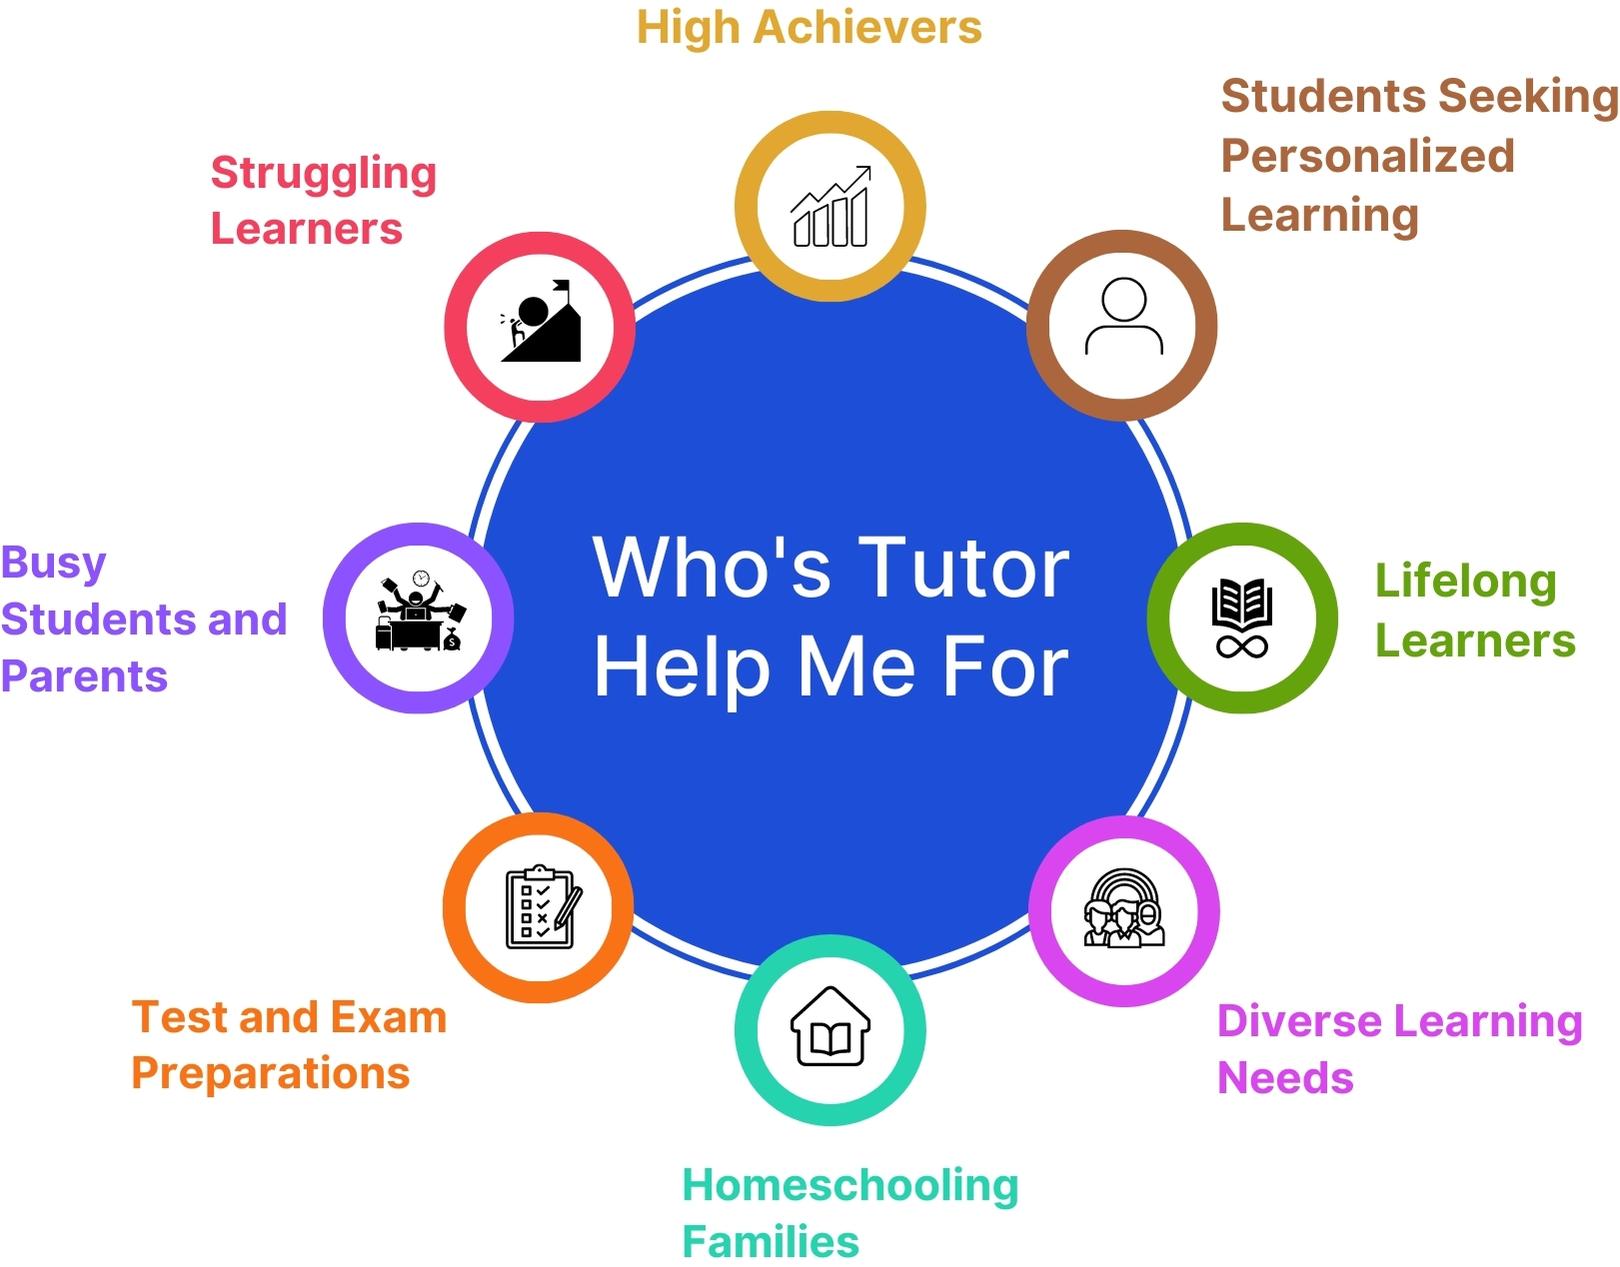 High Achievers
Students Seeking
Personalized
Learning
Struggling
Learners
Who's Tutor
Help Me For
Busy
Students and
Parents
Lifelong
Learners
Test and Exam
Preparations
Diverse Learning
Needs
Homeschooling
Families